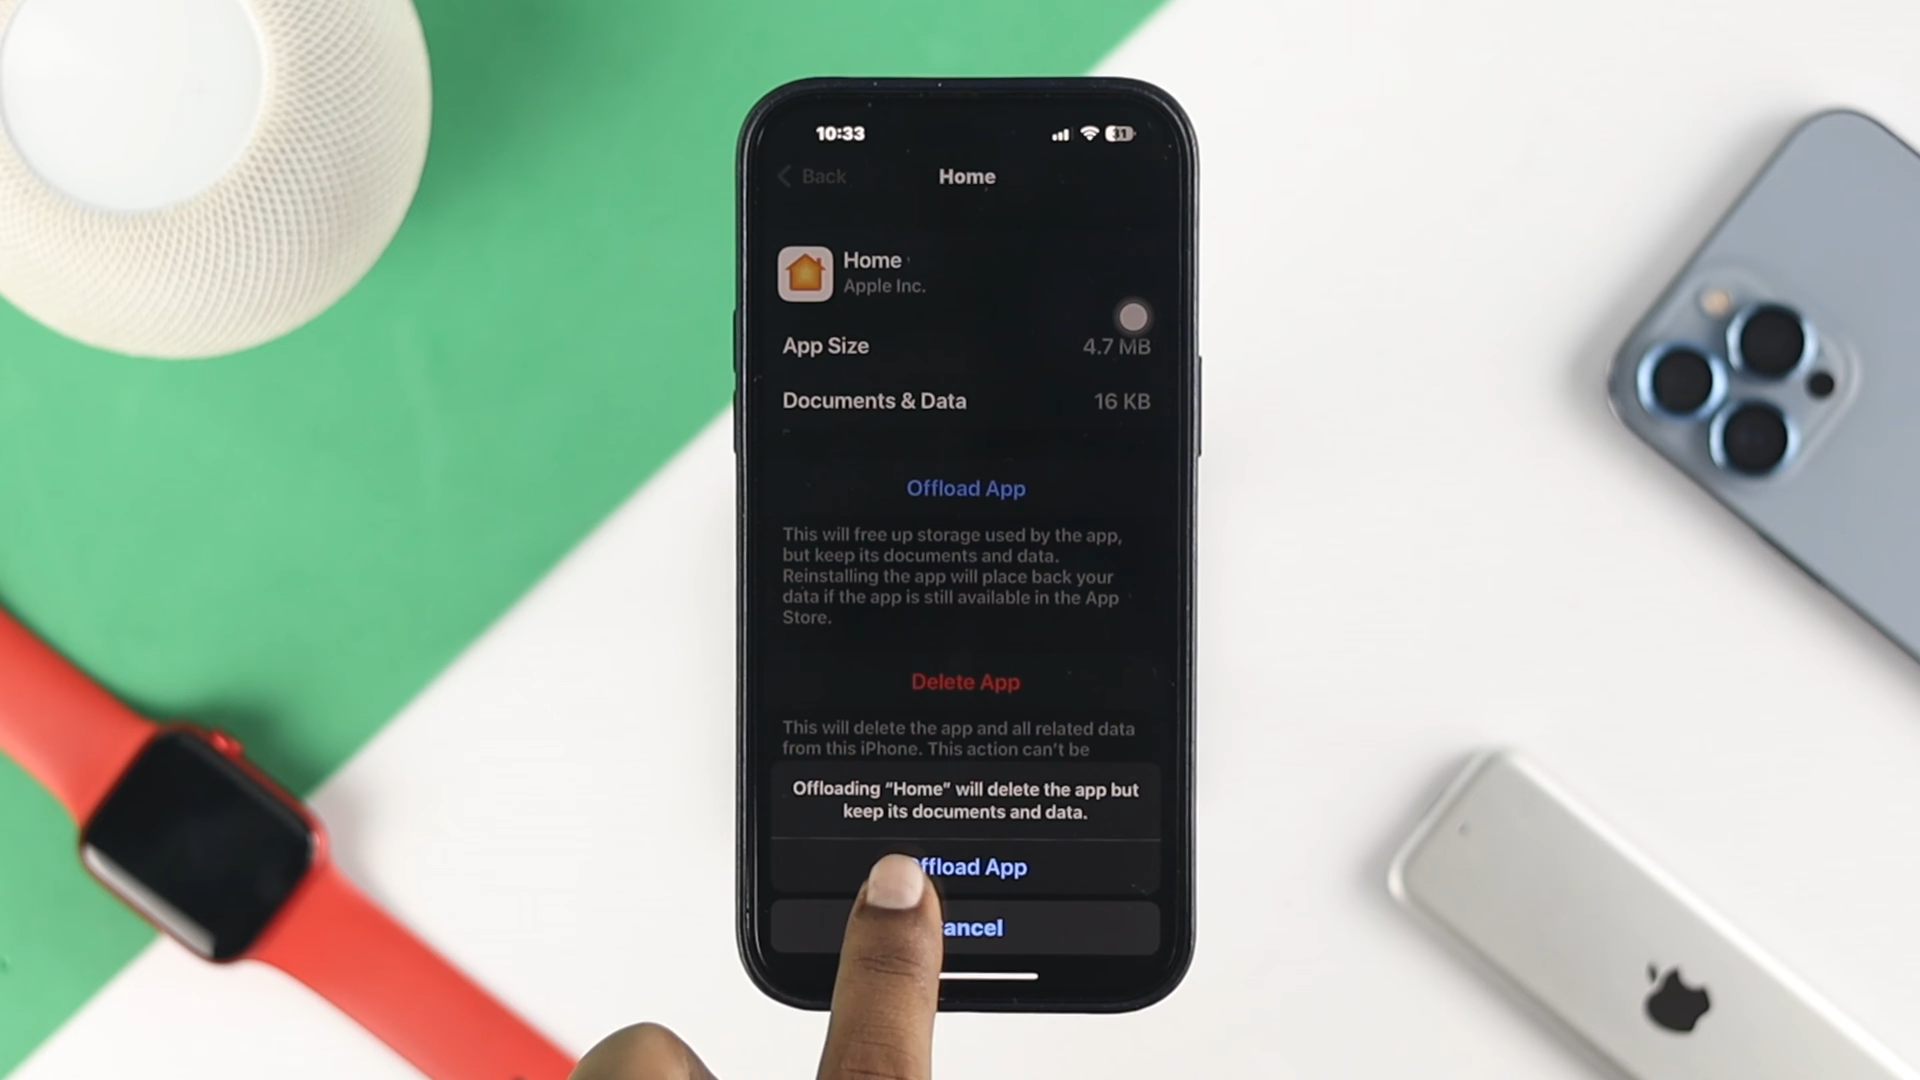 10:33
31
Back
Home
Home
Apple Inc.
App Size
4.7 MB
Documents & Data
16 KB
Offload App
This will free up storage used by the app,
but keep its documents and data.
Reinstalling the app will place back your
data if the app is still available in the App
Store.
Delete App
This will delete the app and all related data
from this iPhone. This action can't be
Offloading “Home” will delete the app but
keep its documents and data.
ffload App
ancel